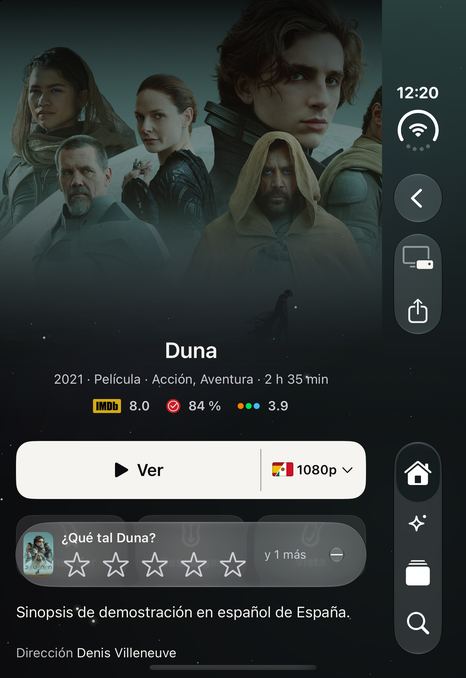 12:20
Duna
2021 · Película · Acción, Aventura · 2 h 35 min
IMDb 8.0 84 % 3.9
Ver 1080p
¿Qué tal Duna?
y 1 más
Sinopsis de demostración en español de España.
Dirección Denis Villeneuve